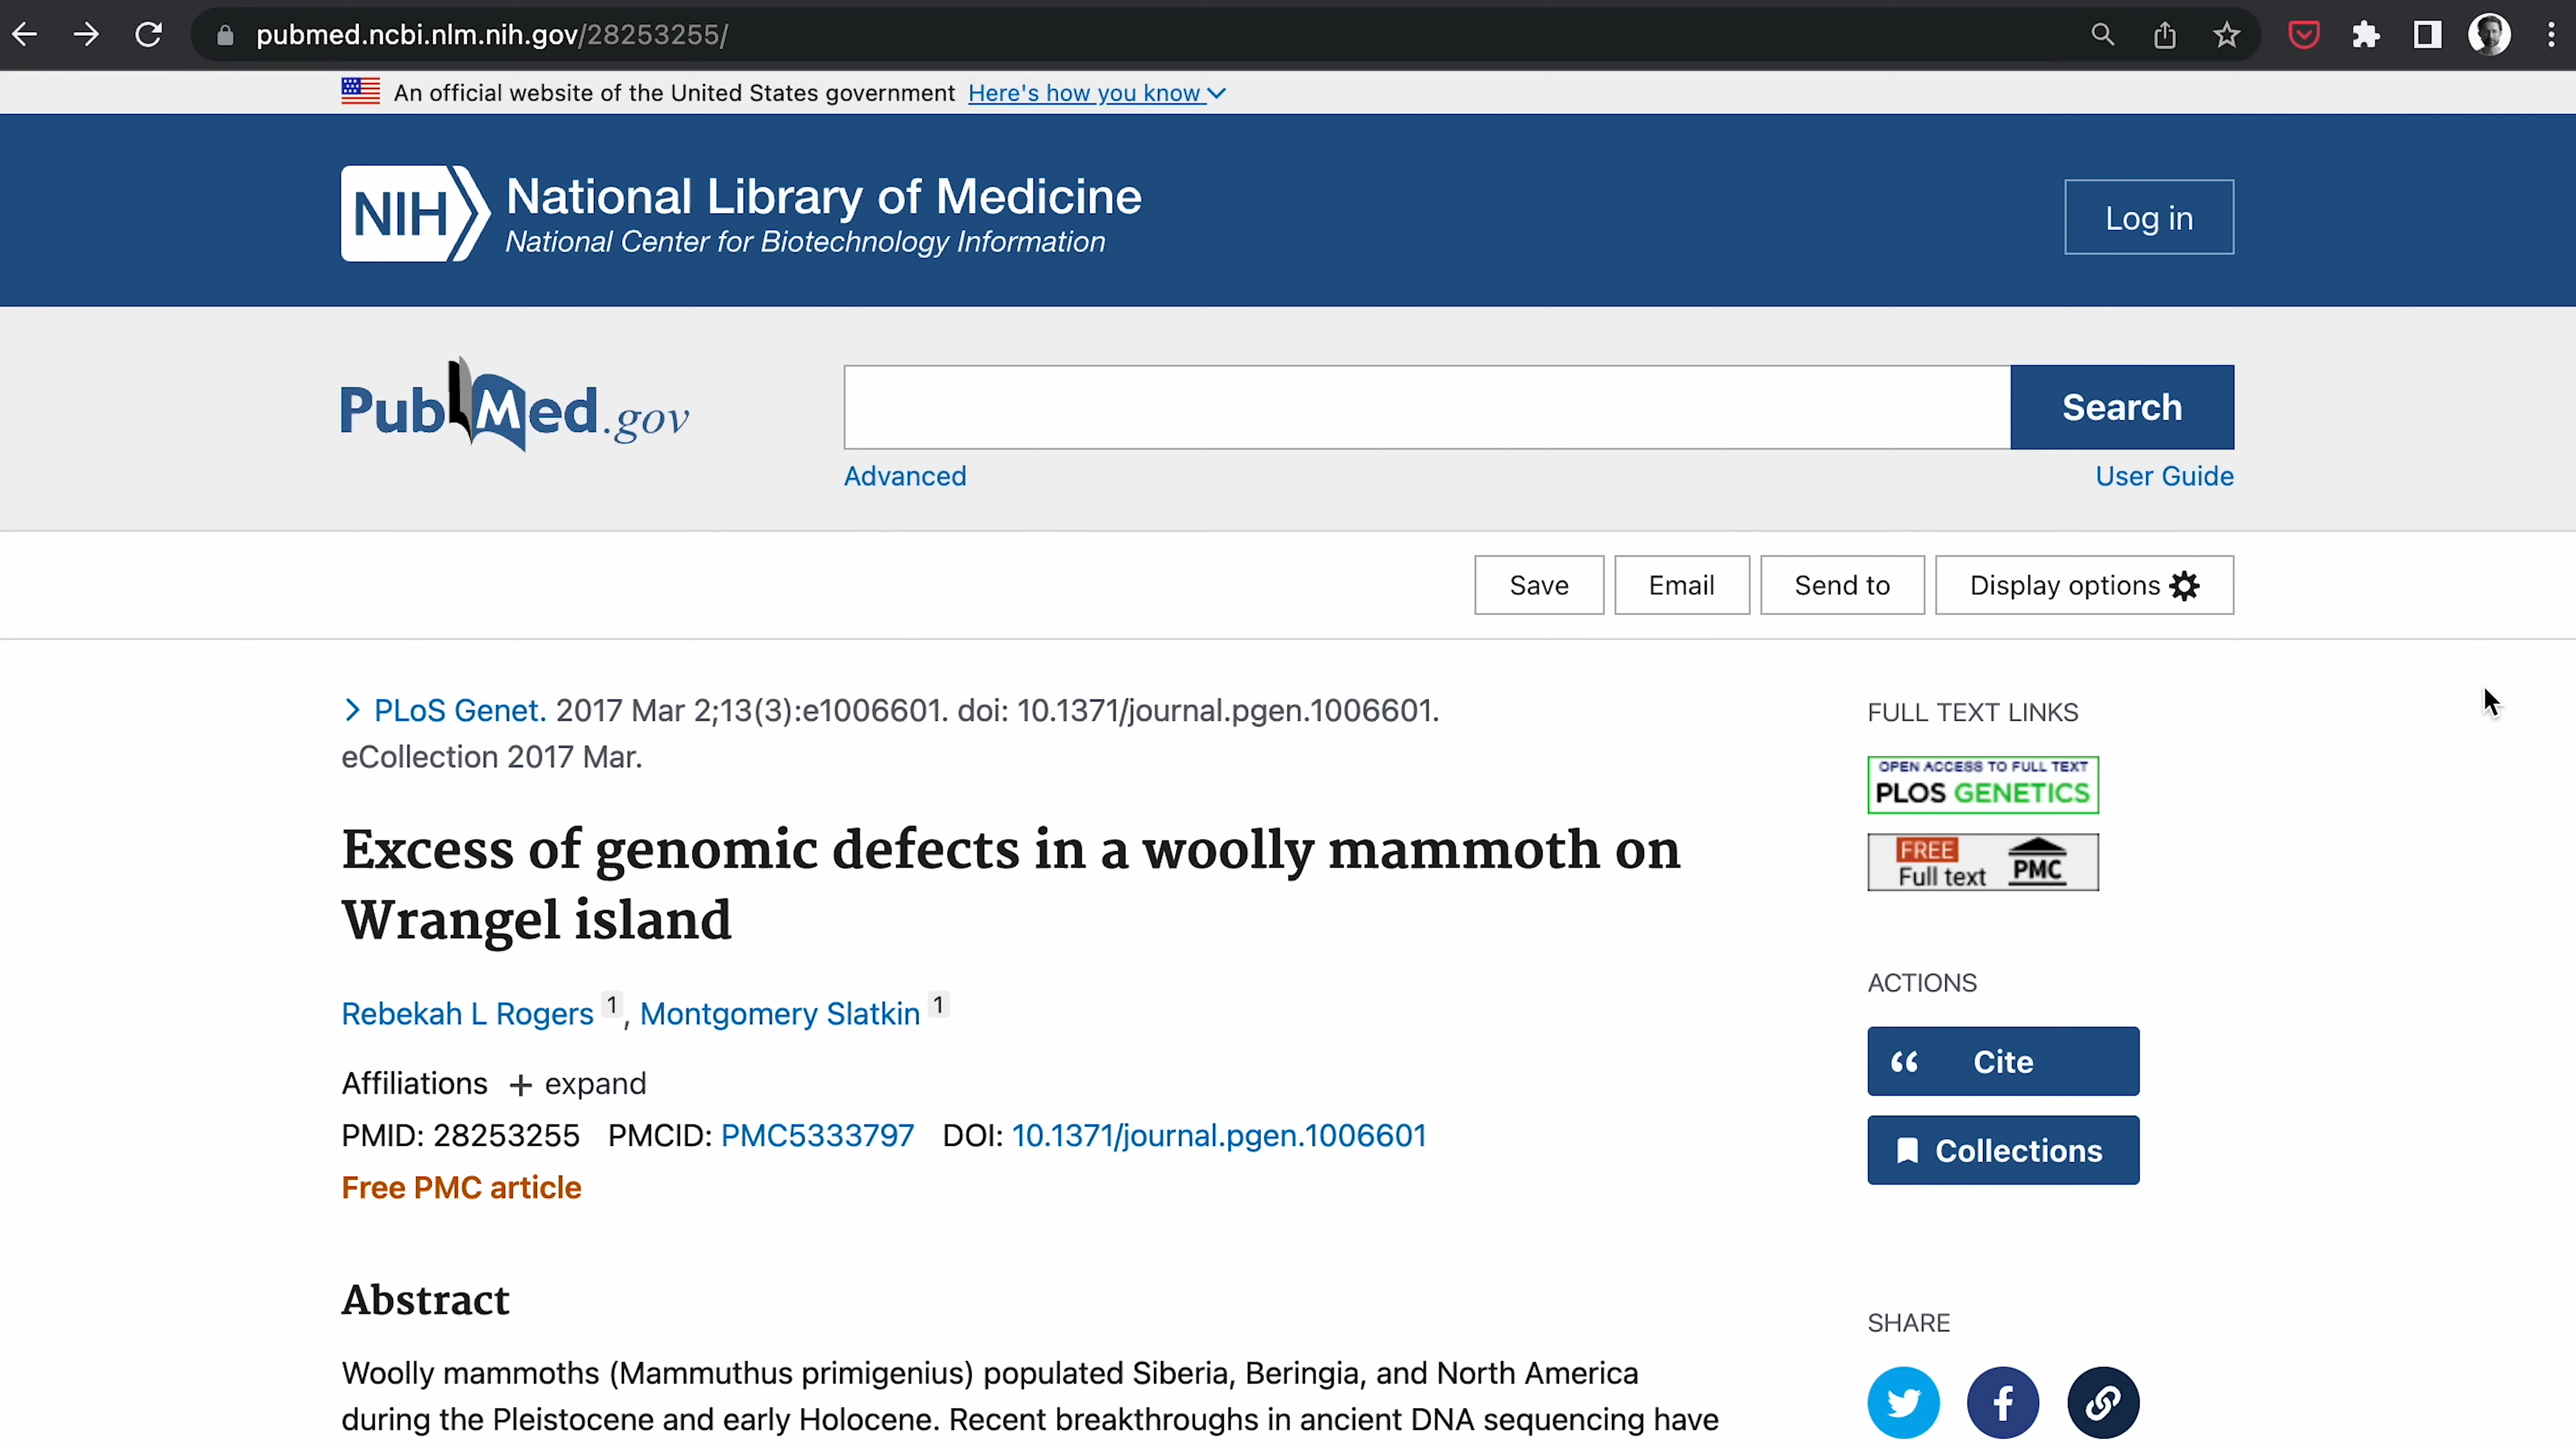 pubmed.ncbi.nlm.nih.gov/28253255/
An official website of the United States government Here's how you know
NIH National Library of Medicine
National Center for Biotechnology Information
Log in
PubMed.gov
Search
Advanced
User Guide
Save
Email
Send to
Display options
PLoS Genet. 2017 Mar 2;13(3):e1006601. doi: 10.1371/journal.pgen.1006601.
eCollection 2017 Mar.
Excess of genomic defects in a woolly mammoth on
Wrangel island
Rebekah L Rogers 1, Montgomery Slatkin 1
Affiliations + expand
PMID: 28253255 PMCID: PMC5333797 DOI: 10.1371/journal.pgen.1006601
Free PMC article
Abstract
Woolly mammoths (Mammuthus primigenius) populated Siberia, Beringia, and North America
during the Pleistocene and early Holocene. Recent breakthroughs in ancient DNA sequencing have
FULL TEXT LINKS
OPEN ACCESS TO FULL TEXT
PLOS GENETICS
FREE
Full text PMC
ACTIONS
Cite
Collections
SHARE